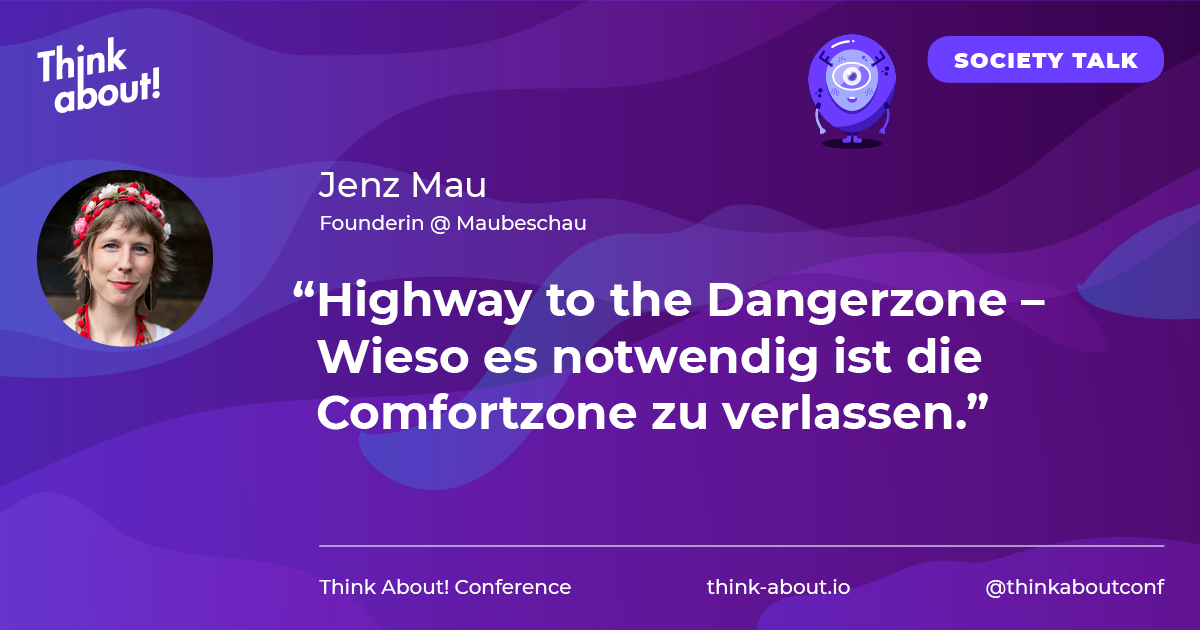 Think
about!
SOCIETY TALK
Jenz Mau
Founderin @ Maubeschau
“Highway to the Dangerzone –
Wieso es notwendig ist die
Comfortzone zu verlassen.”
Think About! Conference
think-about.io
@thinkaboutconf